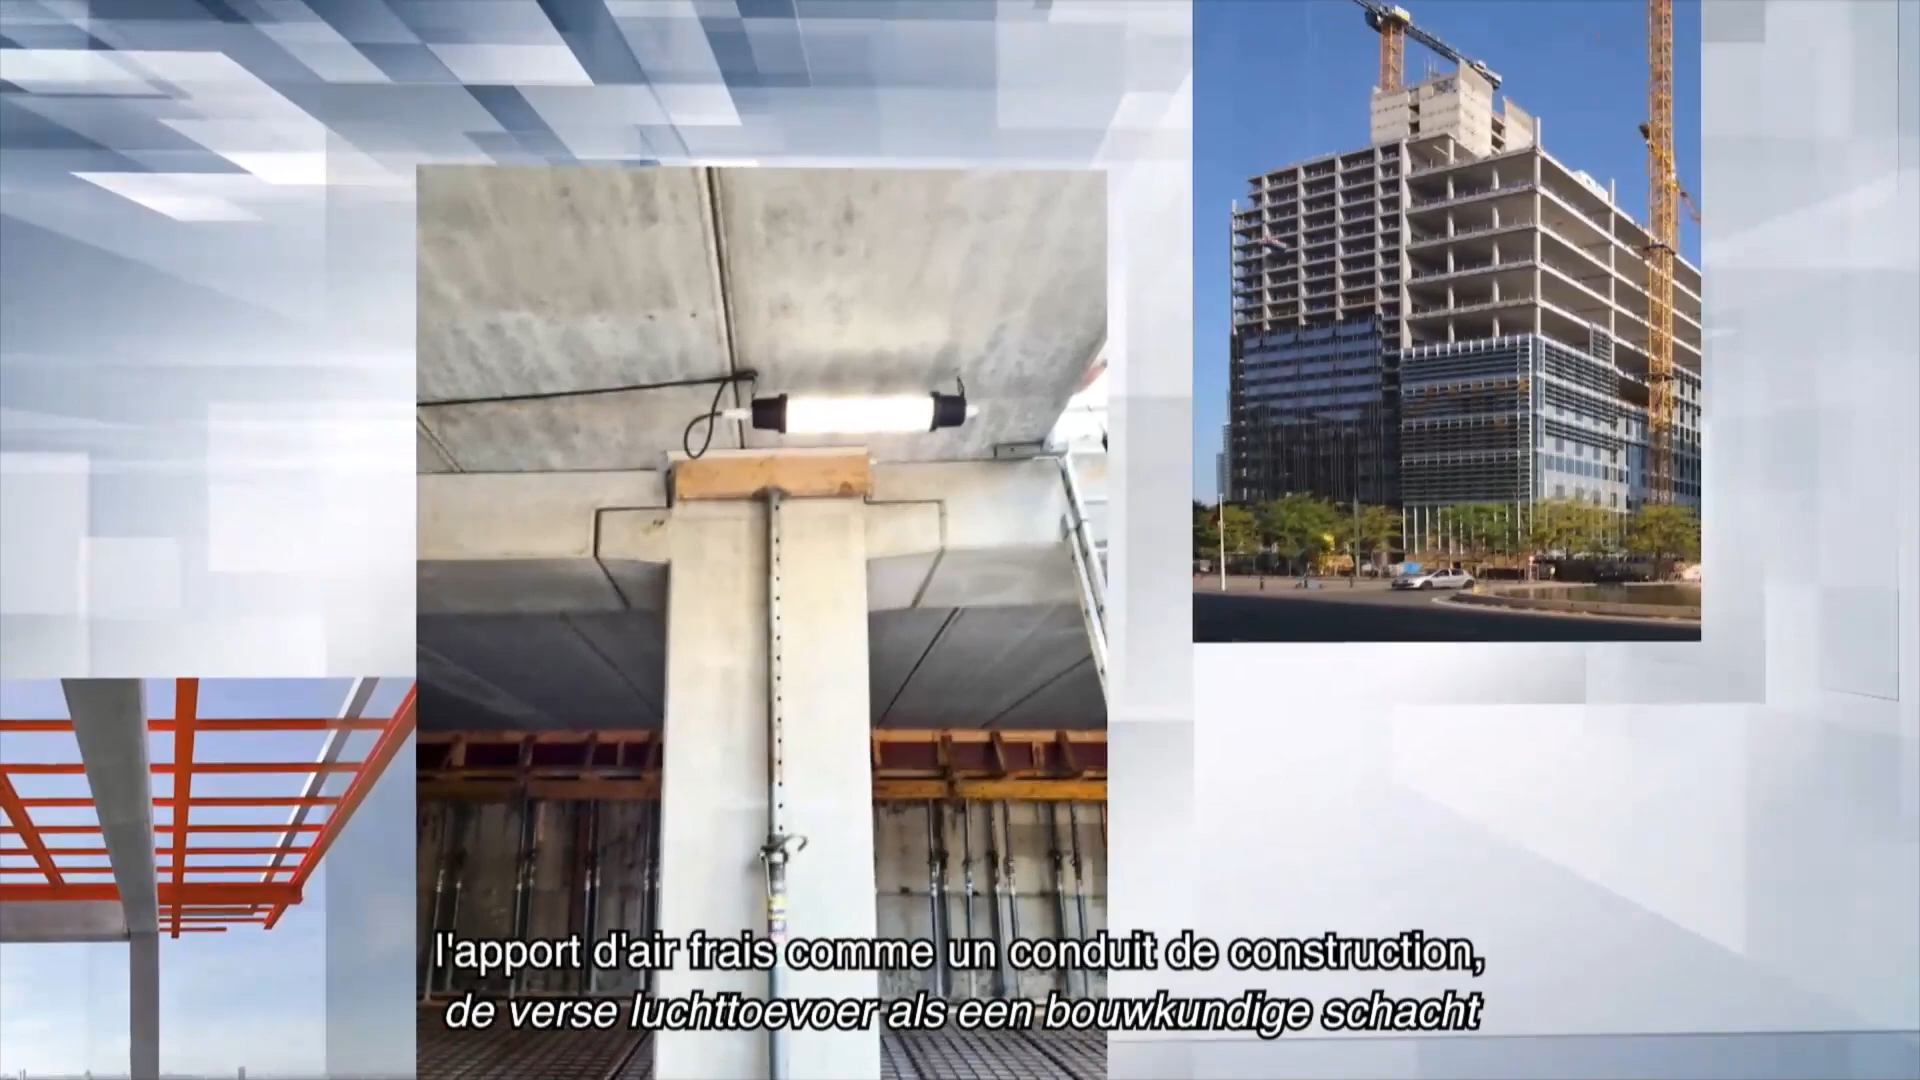 l'apport d'air frais comme un conduit de construction,
de verse luchttoevoer als een bouwkundige schacht